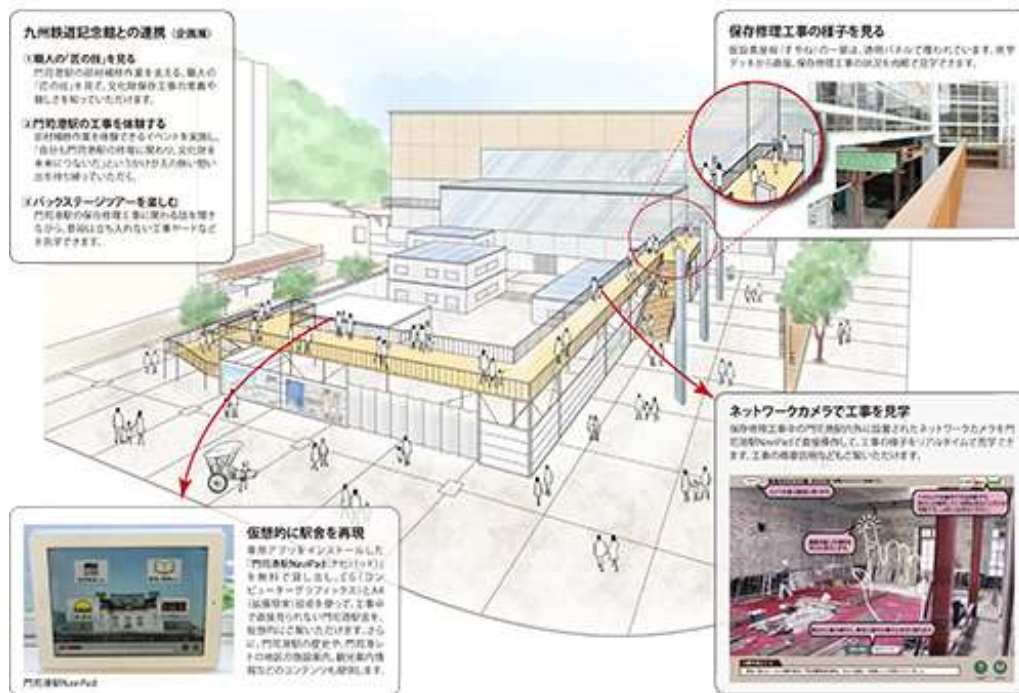 九州鉄道記念館との連携 (企画展)
①職人の「匠の技」を見る
門司港駅の部材補修作業を支える、職人の
「匠の技」を見て、文化財保存工事の意義や
難しさを知っていただけます。
②門司港駅の工事を体験する
部材補修作業を体験できるイベントを実施し、
「自分も門司港駅の修理に関わり、文化財を
未来につないだ」というかけがえの無い思い
出を持ち帰っていただく。
③バックステージツアーを楽しむ
門司港駅の保存修理工事に関わる話を聞き
ながら、普段は立ち入れない工事ヤードなど
を見学できます。
保存修理工事の様子を見る
仮設素屋根(すやね)の一部は、透明パネルで覆われています。見学
デッキから直接、保存修理工事の状況を肉眼で見学できます。
ネットワークカメラで工事を見学
保存修理工事中の門司港駅内外に設置されたネットワークカメラを門
司港駅NaviPadで直接操作して、工事の様子をリアルタイムで見学でき
ます。工事の概要説明などもご覧いただけます。
仮想的に駅舎を再現
専用アプリをインストールした
「門司港駅NaviPad(ナビパッド)」
を無料で貸し出し、CG(コン
ピューターグラフィックス)とAR
(拡張現実)技術を使って、工事中
で直接見られない門司港駅舎を、
仮想的にご覧いただけます。さら
に、門司港駅の歴史や、門司港レ
トロ地区の施設案内、観光案内情
報などのコンテンツも提供します。
門司港駅NaviPad